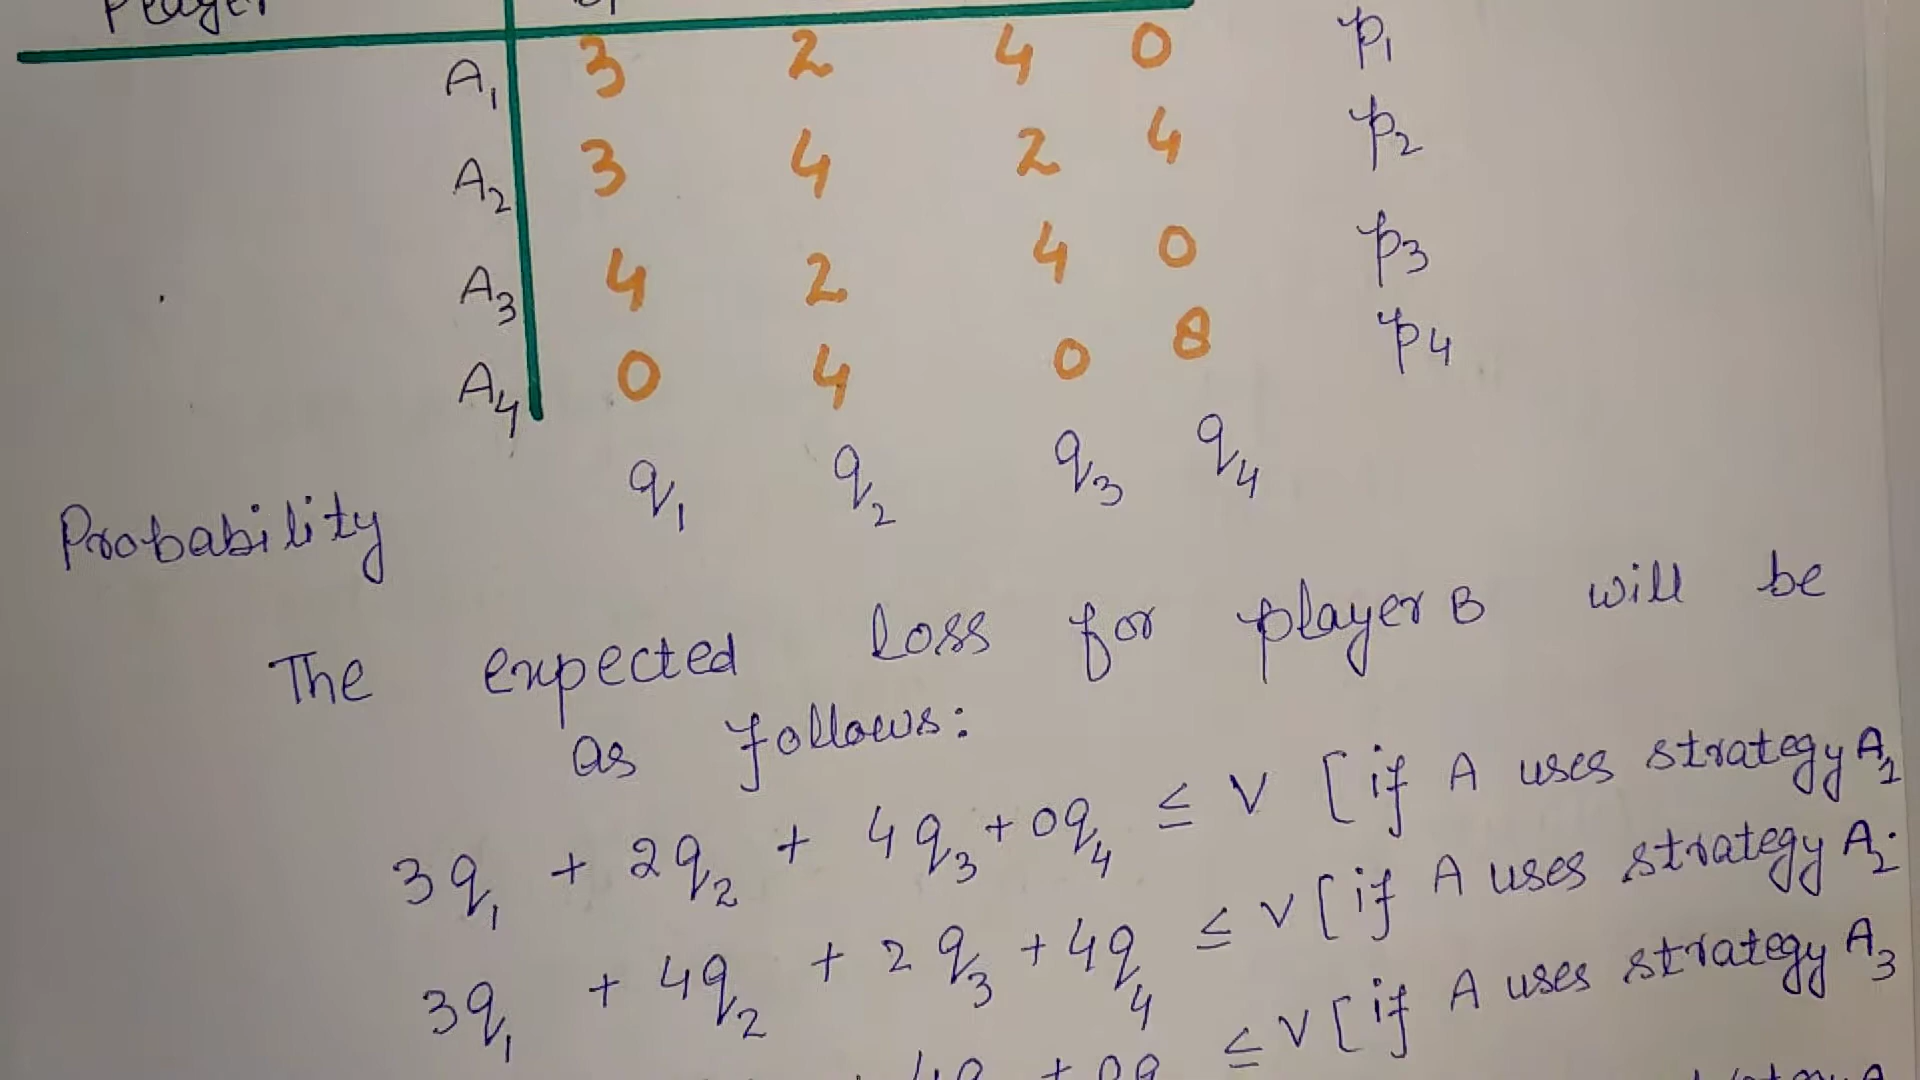 Player
A1 3 2 4 0 p1
A2 3 4 2 4 p2
A3 4 2 4 0 p3
A4 0 4 0 8 p4
Probability q1 q2 q3 q4
The expected loss for player B will be
as follows:
3q1 + 2q2 + 4q3 + 0q4 ≤ V [if A uses strategy A1
3q1 + 4q2 + 2q3 + 4q4 ≤ V [if A uses strategy A2.
≤ V [if A uses strategy A3